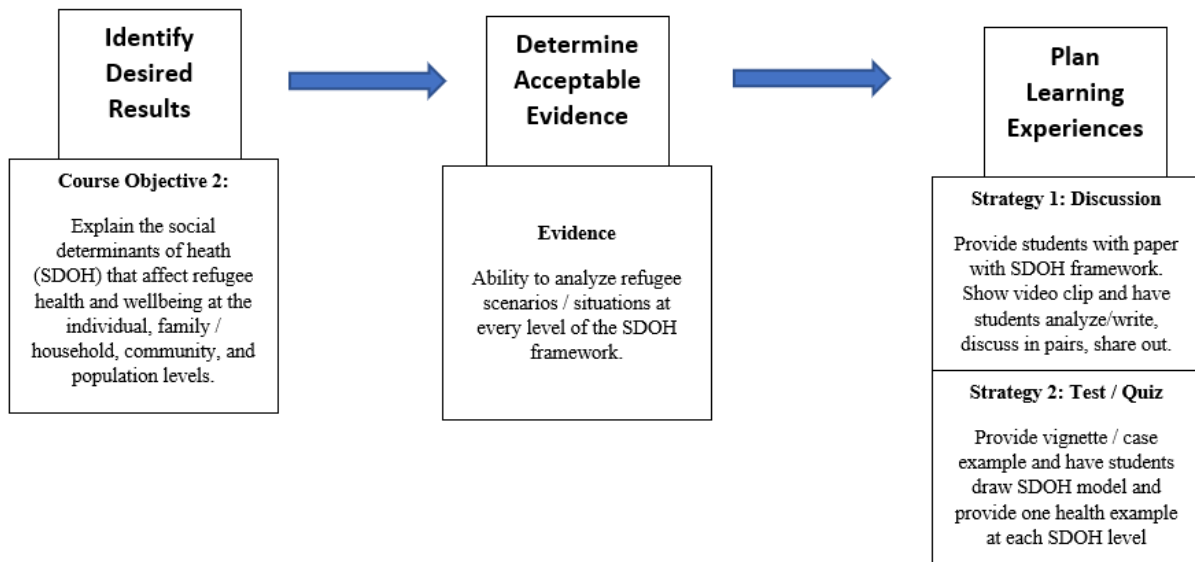 Identify
Desired
Results
Course Objective 2:
Explain the social
determinants of heath
(SDOH) that affect refugee
health and wellbeing at the
individual, family /
household, community, and
population levels.
Determine
Acceptable
Evidence
Evidence
Ability to analyze refugee
scenarios / situations at
every level of the SDOH
framework.
Plan
Learning
Experiences
Strategy 1: Discussion
Provide students with paper
with SDOH framework.
Show video clip and have
students analyze/write,
discuss in pairs, share out.
Strategy 2: Test / Quiz
Provide vignette / case
example and have students
draw SDOH model and
provide one health example
at each SDOH level